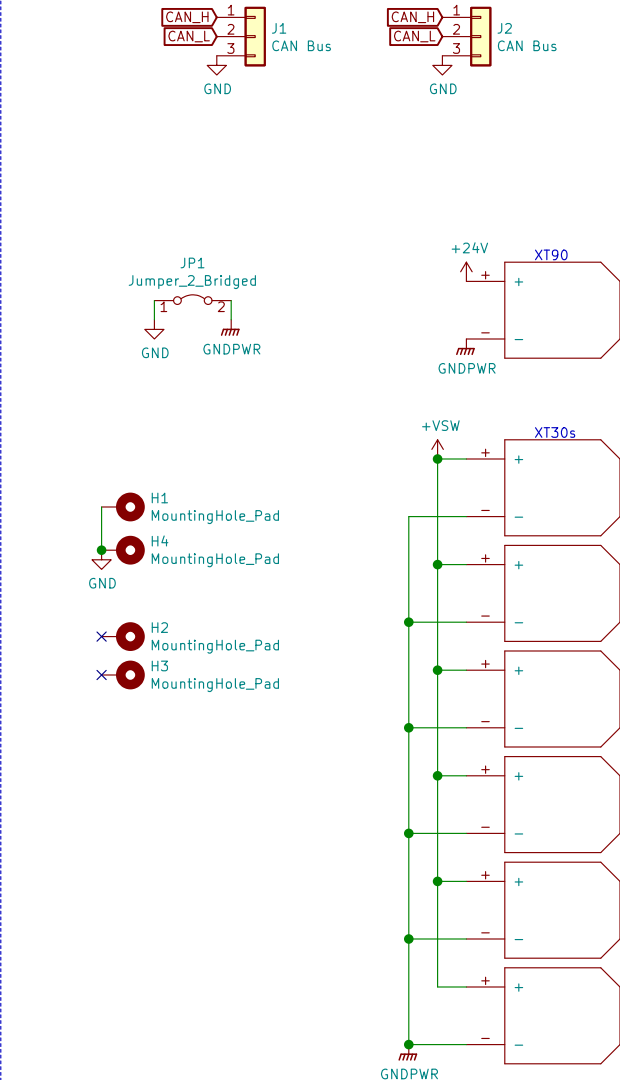 CAN_H 1
CAN_L 2
3
J1
CAN Bus
GND
CAN_H 1
CAN_L 2
3
J2
CAN Bus
GND
JP1
Jumper_2_Bridged
1 2
GND
GNDPWR
+24V
XT90
+ +
− −
GNDPWR
+VSW
XT30s
+ +
− −
+ +
− −
+ +
− −
+ +
− −
+ +
− −
+ +
− −
GNDPWR
H1
MountingHole_Pad
H4
MountingHole_Pad
GND
H2
MountingHole_Pad
H3
MountingHole_Pad